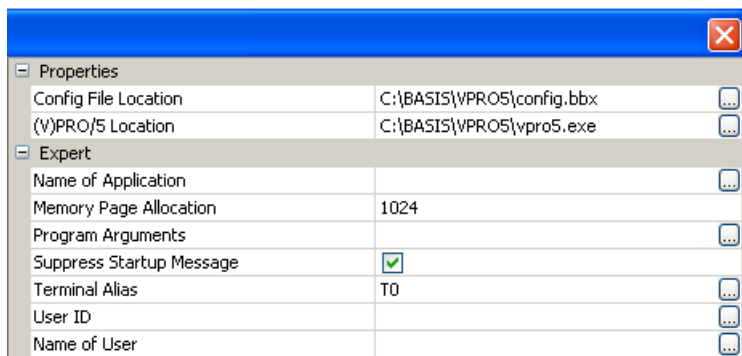 Properties
Config File Location C:\BASIS\VPRO5\config.bbx ...
(V)PRO/5 Location C:\BASIS\VPRO5\vpro5.exe ...
Expert
Name of Application ...
Memory Page Allocation 1024
Program Arguments ...
Suppress Startup Message
Terminal Alias T0 ...
User ID ...
Name of User ...